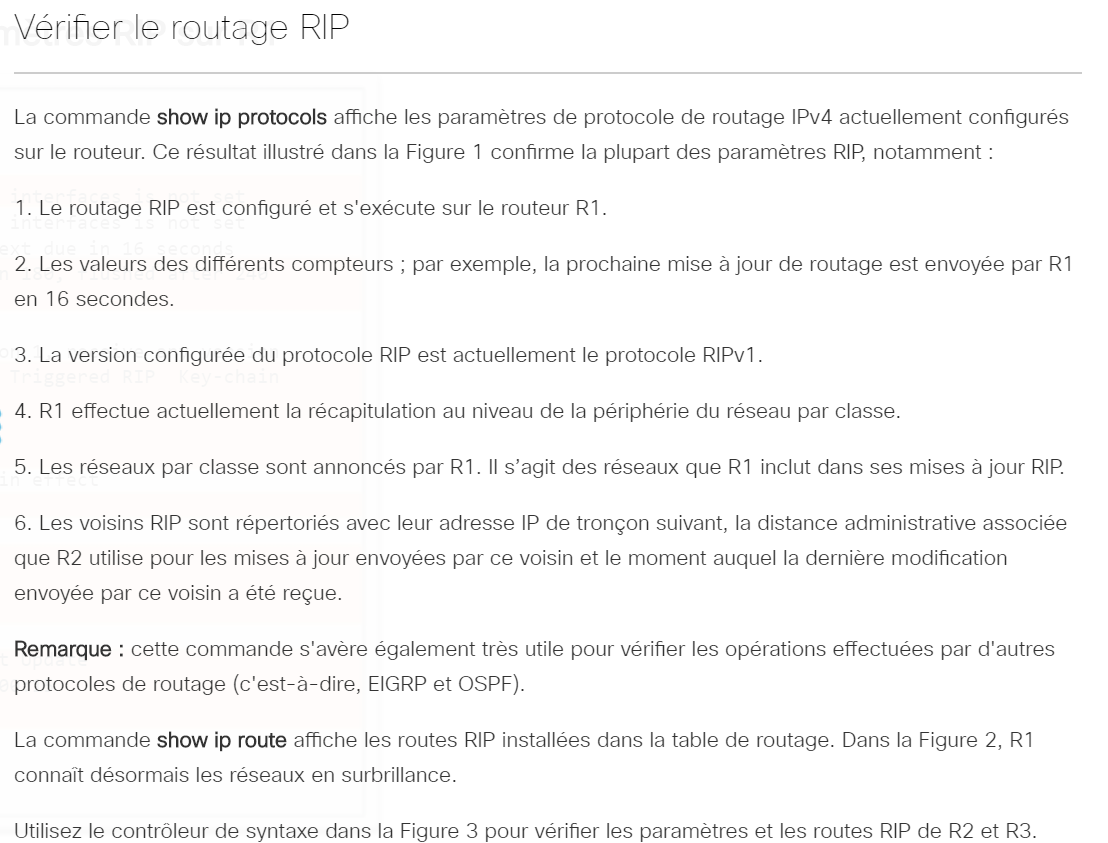 Vérifier le routage RIP
La commande show ip protocols affiche les paramètres de protocole de routage IPv4 actuellement configurés
sur le routeur. Ce résultat illustré dans la Figure 1 confirme la plupart des paramètres RIP, notamment :
1. Le routage RIP est configuré et s'exécute sur le routeur R1.
2. Les valeurs des différents compteurs ; par exemple, la prochaine mise à jour de routage est envoyée par R1
en 16 secondes.
3. La version configurée du protocole RIP est actuellement le protocole RIPv1.
4. R1 effectue actuellement la récapitulation au niveau de la périphérie du réseau par classe.
5. Les réseaux par classe sont annoncés par R1. Il s’agit des réseaux que R1 inclut dans ses mises à jour RIP.
6. Les voisins RIP sont répertoriés avec leur adresse IP de tronçon suivant, la distance administrative associée
que R2 utilise pour les mises à jour envoyées par ce voisin et le moment auquel la dernière modification
envoyée par ce voisin a été reçue.
Remarque : cette commande s'avère également très utile pour vérifier les opérations effectuées par d'autres
protocoles de routage (c'est-à-dire, EIGRP et OSPF).
La commande show ip route affiche les routes RIP installées dans la table de routage. Dans la Figure 2, R1
connaît désormais les réseaux en surbrillance.
Utilisez le contrôleur de syntaxe dans la Figure 3 pour vérifier les paramètres et les routes RIP de R2 et R3.